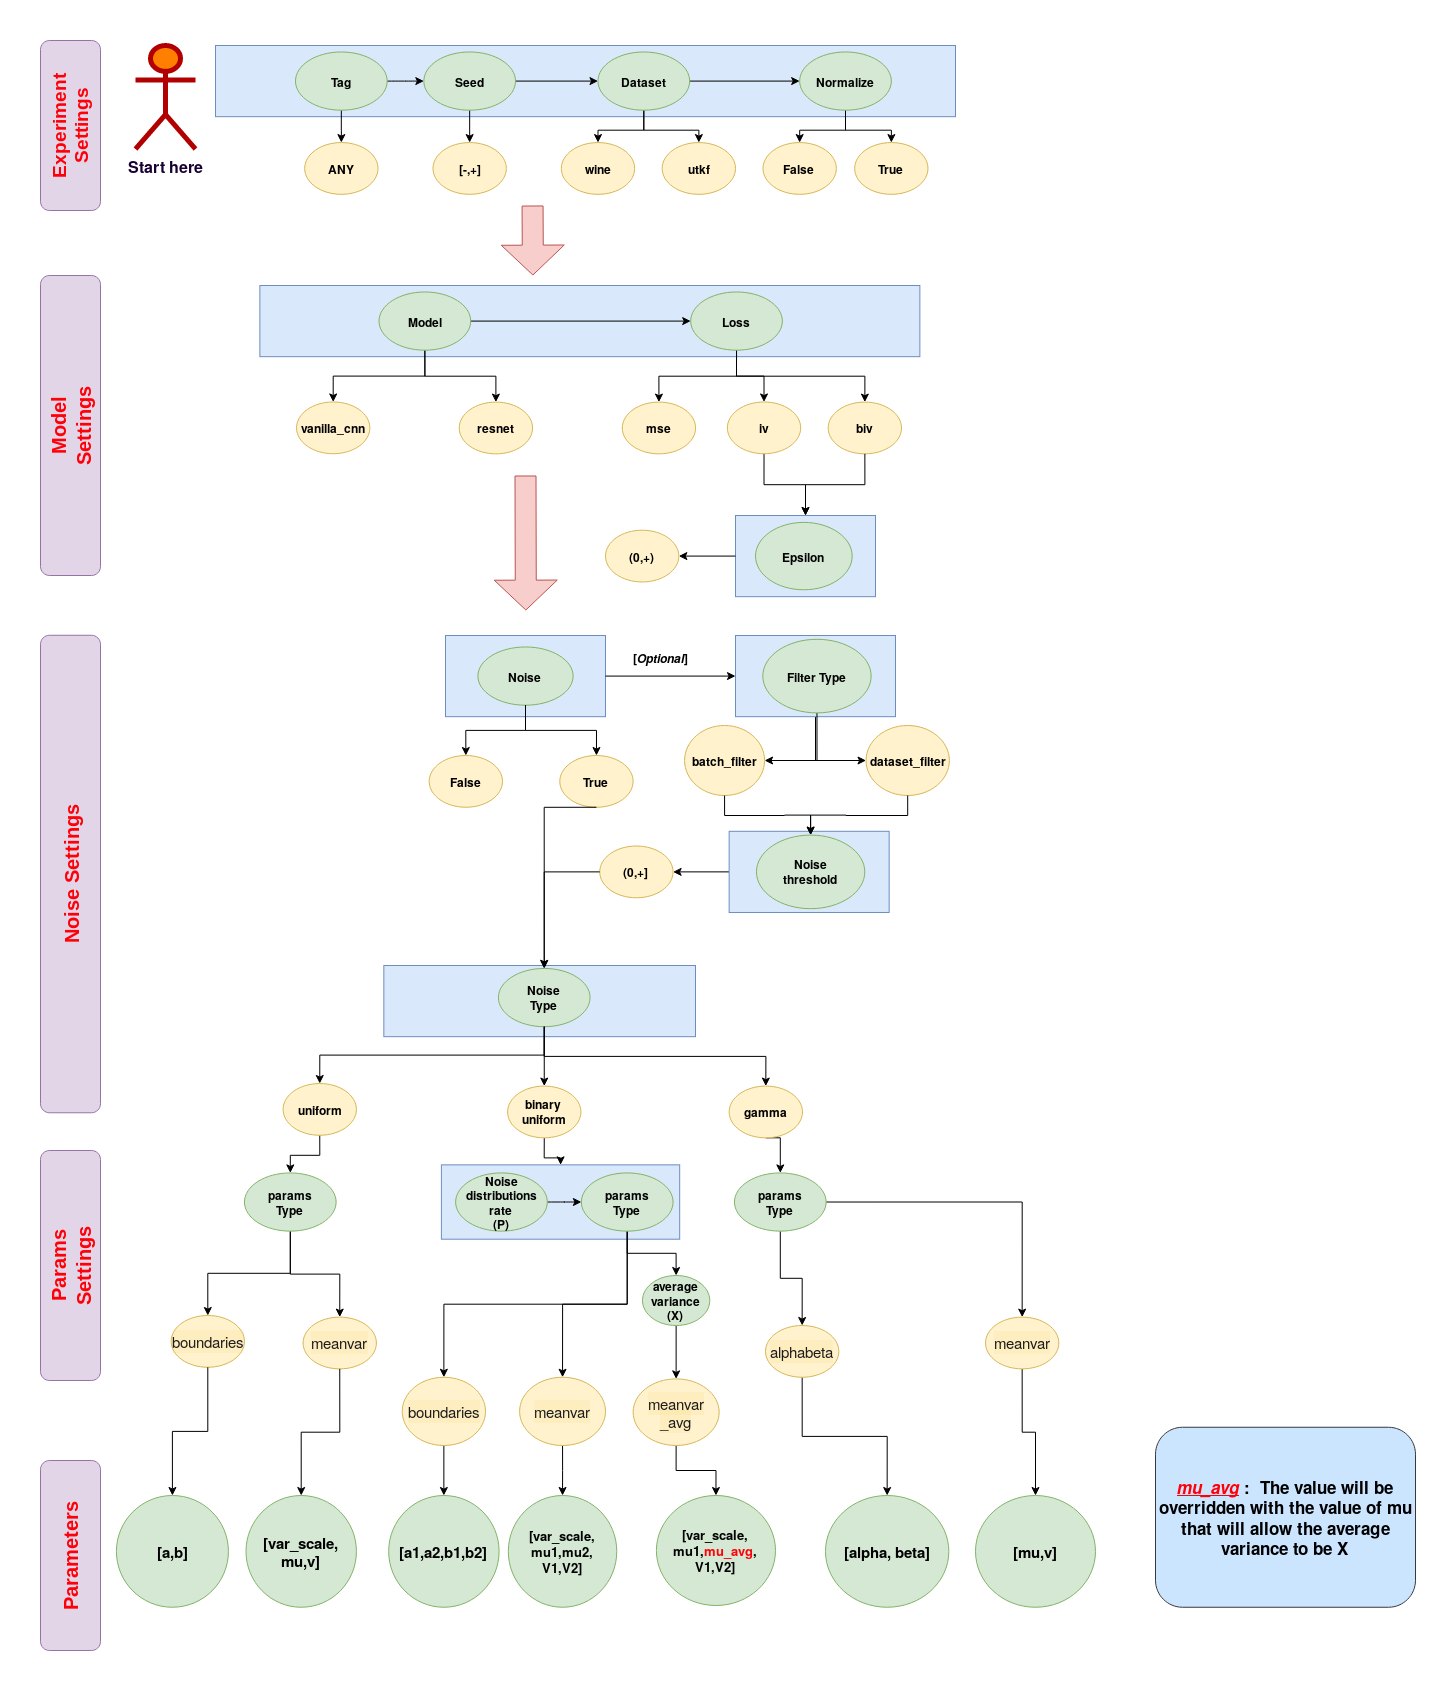 Experiment
Settings
Start here
Tag
Seed
Dataset
Normalize
ANY
[-,+]
wine
utkf
False
True
Model
Settings
Model
Loss
vanilla_cnn
resnet
mse
iv
biv
(0,+)
Epsilon
Noise Settings
Noise
[Optional]
Filter Type
False
True
batch_filter
dataset_filter
(0,+]
Noise
threshold
Noise
Type
uniform
binary
uniform
gamma
Params
Settings
params
Type
Noise
distributions
rate
(P)
params
Type
params
Type
average
variance
(X)
boundaries
meanvar
alphabeta
meanvar
boundaries
meanvar
meanvar
_avg
Parameters
[a,b]
[var_scale,
mu,v]
[a1,a2,b1,b2]
[var_scale,
mu1,mu2,
V1,V2]
[var_scale,
mu1,mu_avg,
V1,V2]
[alpha, beta]
[mu,v]
mu_avg : The value will be
overridden with the value of mu
that will allow the average
variance to be X